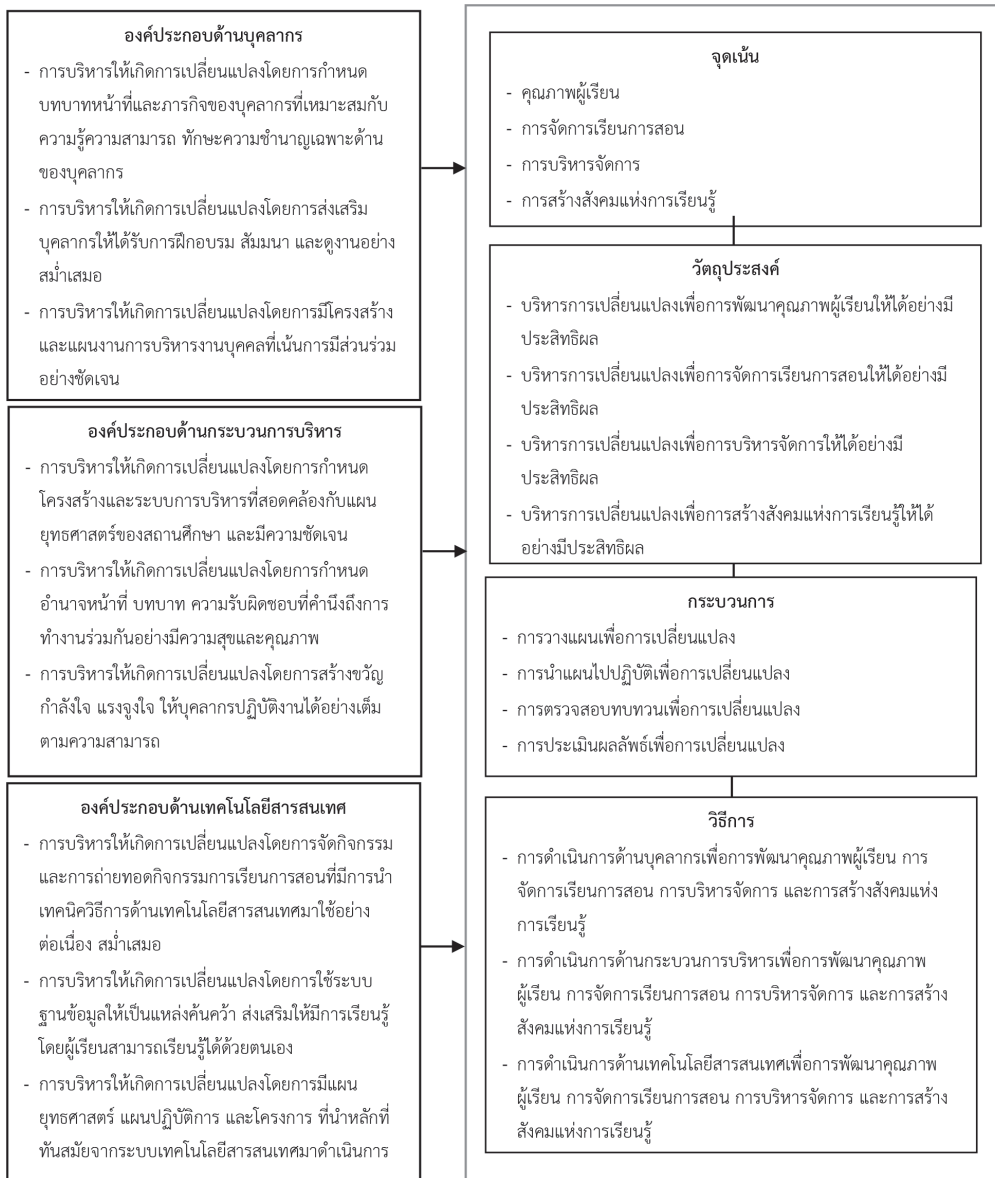 องค์ประกอบด้านบุคลากร
- การบริหารให้เกิดการเปลี่ยนแปลงโดยการกำหนด
บทบาทหน้าที่และภารกิจของบุคลากรที่เหมาะสมกับ
ความรู้ความสามารถ ทักษะความชำนาญเฉพาะด้าน
ของบุคลากร
- การบริหารให้เกิดการเปลี่ยนแปลงโดยการส่งเสริม
บุคลากรให้ได้รับการฝึกอบรม สัมมนา และดูงานอย่าง
สม่ำเสมอ
- การบริหารให้เกิดการเปลี่ยนแปลงโดยการมีโครงสร้าง
และแผนงานการบริหารงานบุคคลที่เน้นการมีส่วนร่วม
อย่างชัดเจน
องค์ประกอบด้านกระบวนการบริหาร
- การบริหารให้เกิดการเปลี่ยนแปลงโดยการกำหนด
โครงสร้างและระบบการบริหารที่สอดคล้องกับแผน
ยุทธศาสตร์ของสถานศึกษา และมีความชัดเจน
- การบริหารให้เกิดการเปลี่ยนแปลงโดยการกำหนด
อำนาจหน้าที่ บทบาท ความรับผิดชอบที่คำนึงถึงการ
ทำงานร่วมกันอย่างมีความสุขและคุณภาพ
- การบริหารให้เกิดการเปลี่ยนแปลงโดยการสร้างขวัญ
กำลังใจ แรงจูงใจ ให้บุคลากรปฏิบัติงานได้อย่างเต็ม
ตามความสามารถ
องค์ประกอบด้านเทคโนโลยีสารสนเทศ
- การบริหารให้เกิดการเปลี่ยนแปลงโดยการจัดกิจกรรม
และการถ่ายทอดกิจกรรมการเรียนการสอนที่มีการนำ
เทคนิควิธีการด้านเทคโนโลยีสารสนเทศมาใช้อย่าง
ต่อเนื่อง สม่ำเสมอ
- การบริหารให้เกิดการเปลี่ยนแปลงโดยการใช้ระบบ
ฐานข้อมูลให้เป็นแหล่งค้นคว้า ส่งเสริมให้มีการเรียนรู้
โดยผู้เรียนสามารถเรียนรู้ได้ด้วยตนเอง
- การบริหารให้เกิดการเปลี่ยนแปลงโดยการมีแผน
ยุทธศาสตร์ แผนปฏิบัติการ และโครงการ ที่นำหลักที่
ทันสมัยจากระบบเทคโนโลยีสารสนเทศมาดำเนินการ
จุดเน้น
- คุณภาพผู้เรียน
- การจัดการเรียนการสอน
- การบริหารจัดการ
- การสร้างสังคมแห่งการเรียนรู้
วัตถุประสงค์
- บริหารการเปลี่ยนแปลงเพื่อการพัฒนาคุณภาพผู้เรียนให้ได้อย่างมี
ประสิทธิผล
- บริหารการเปลี่ยนแปลงเพื่อการจัดการเรียนการสอนให้ได้อย่างมี
ประสิทธิผล
- บริหารการเปลี่ยนแปลงเพื่อการบริหารจัดการให้ได้อย่างมี
ประสิทธิผล
- บริหารการเปลี่ยนแปลงเพื่อการสร้างสังคมแห่งการเรียนรู้ให้ได้
อย่างมีประสิทธิผล
กระบวนการ
- การวางแผนเพื่อการเปลี่ยนแปลง
- การนำแผนไปปฏิบัติเพื่อการเปลี่ยนแปลง
- การตรวจสอบทบทวนเพื่อการเปลี่ยนแปลง
- การประเมินผลลัพธ์เพื่อการเปลี่ยนแปลง
วิธีการ
- การดำเนินการด้านบุคลากรเพื่อการพัฒนาคุณภาพผู้เรียน การ
จัดการเรียนการสอน การบริหารจัดการ และการสร้างสังคมแห่ง
การเรียนรู้
- การดำเนินการด้านกระบวนการบริหารเพื่อการพัฒนาคุณภาพ
ผู้เรียน การจัดการเรียนการสอน การบริหารจัดการ และการสร้าง
สังคมแห่งการเรียนรู้
- การดำเนินการด้านเทคโนโลยีสารสนเทศเพื่อการพัฒนาคุณภาพ
ผู้เรียน การจัดการเรียนการสอน การบริหารจัดการ และการสร้าง
สังคมแห่งการเรียนรู้